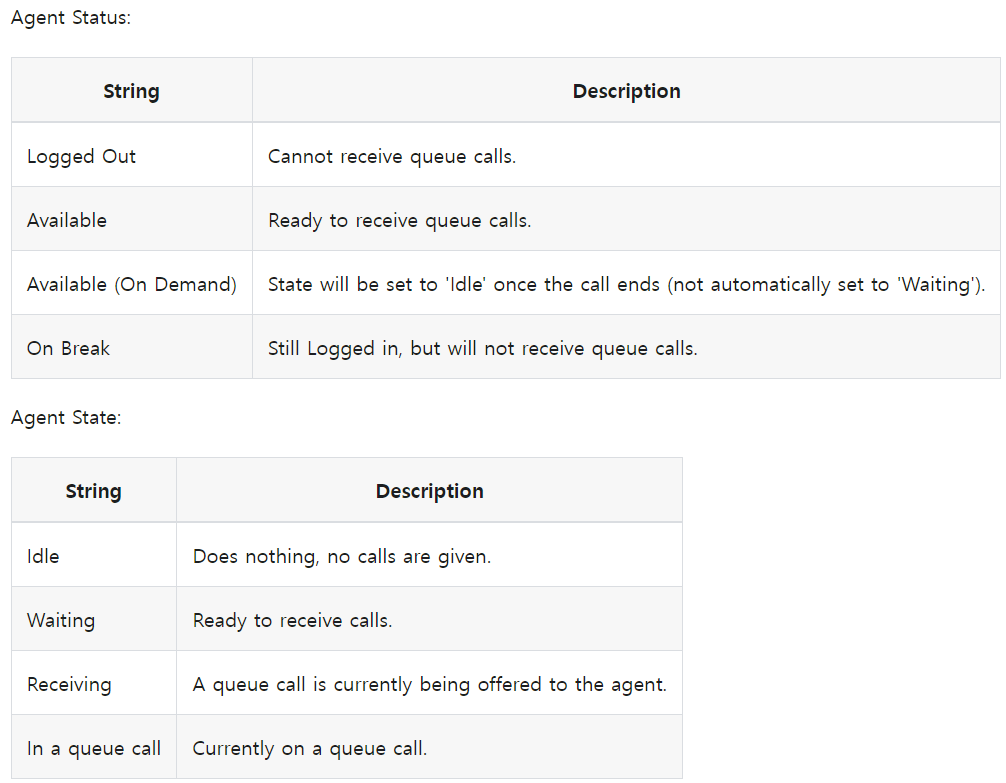 Agent Status:
String Description
Logged Out Cannot receive queue calls.
Available Ready to receive queue calls.
Available (On Demand) State will be set to 'Idle' once the call ends (not automatically set to 'Waiting').
On Break Still Logged in, but will not receive queue calls.
Agent State:
String Description
Idle Does nothing, no calls are given.
Waiting Ready to receive calls.
Receiving A queue call is currently being offered to the agent.
In a queue call Currently on a queue call.